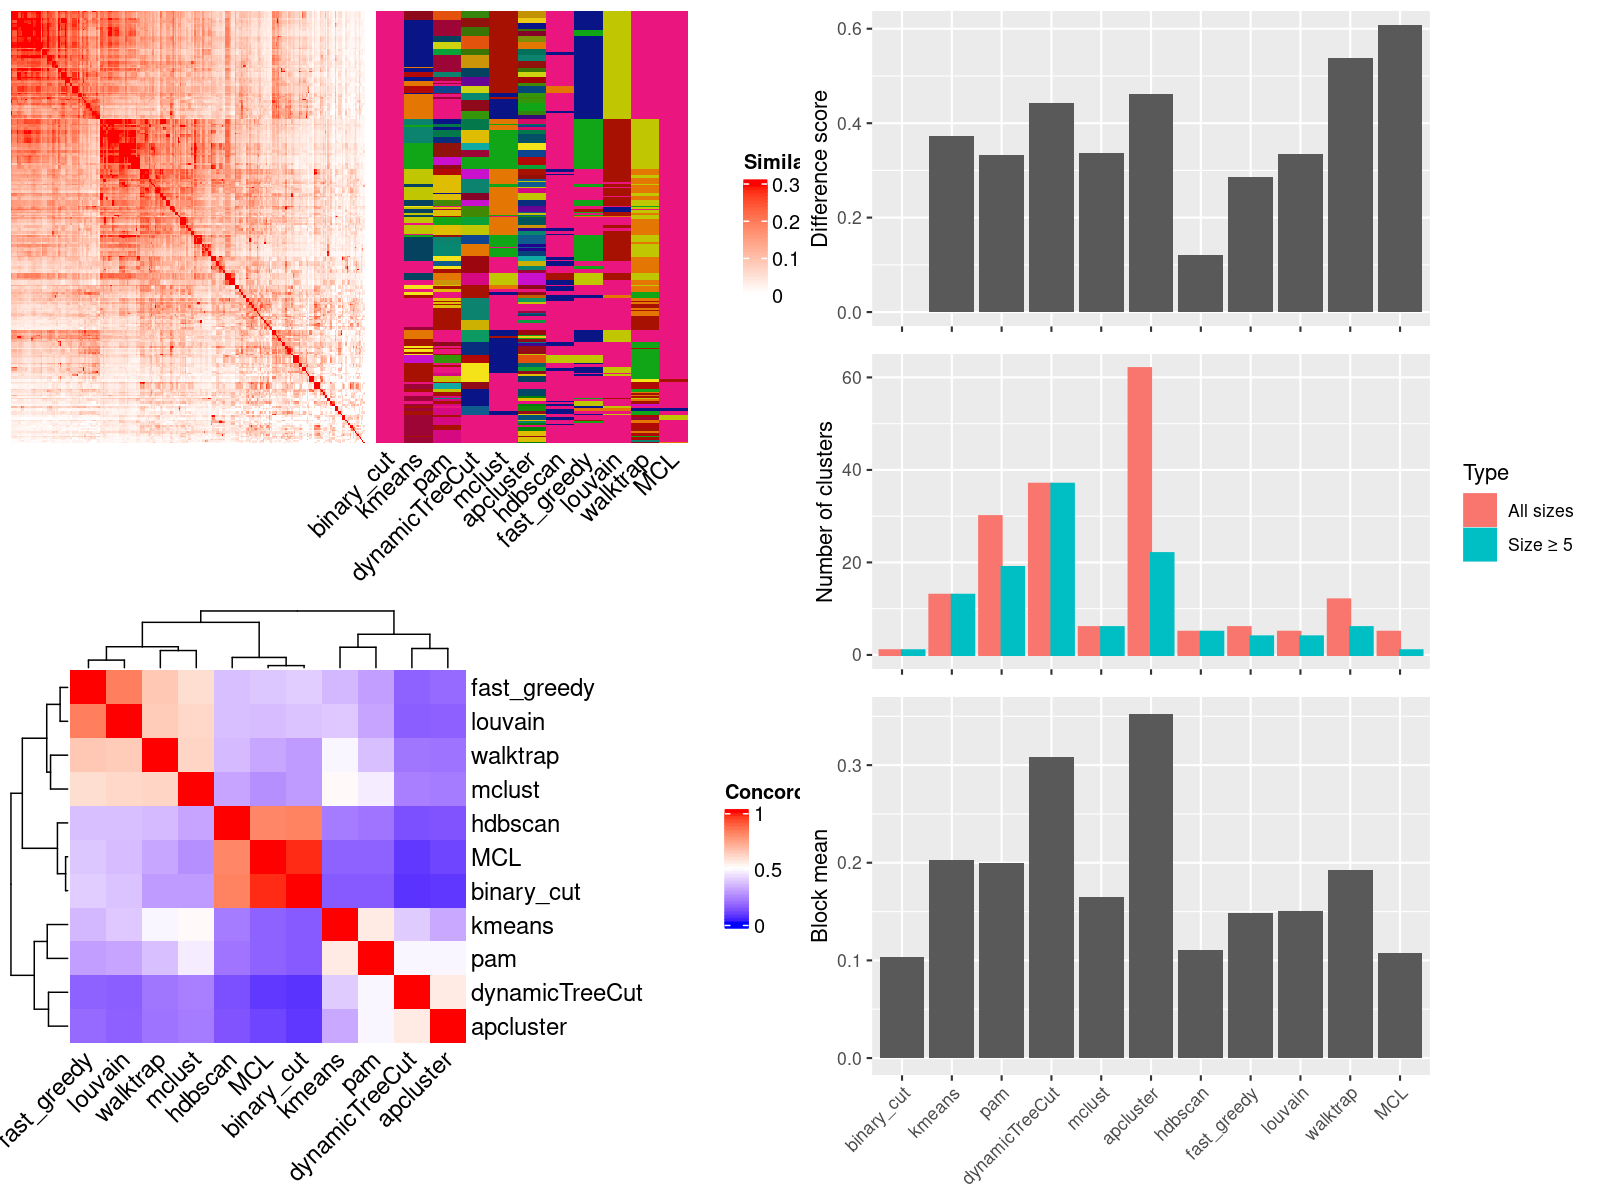 Simila
0.3
0.2
0.1
0
binary_cut
kmeans
pam
dynamicTreeCut
mclust
apcluster
hdbscan
fast_greedy
louvain
walktrap
MCL
fast_greedy
louvain
walktrap
mclust
hdbscan
MCL
binary_cut
kmeans
pam
dynamicTreeCut
apcluster
fast_greedy
louvain
walktrap
mclust
hdbscan
MCL
binary_cut
kmeans
pam
dynamicTreeCut
apcluster
Concord
1
0.5
0
Difference score
0.6
0.4
0.2
0.0
Number of clusters
60
40
20
0
Type
All sizes
Size ≥ 5
Block mean
0.3
0.2
0.1
0.0
binary_cut
kmeans
pam
dynamicTreeCut
mclust
apcluster
hdbscan
fast_greedy
louvain
walktrap
MCL